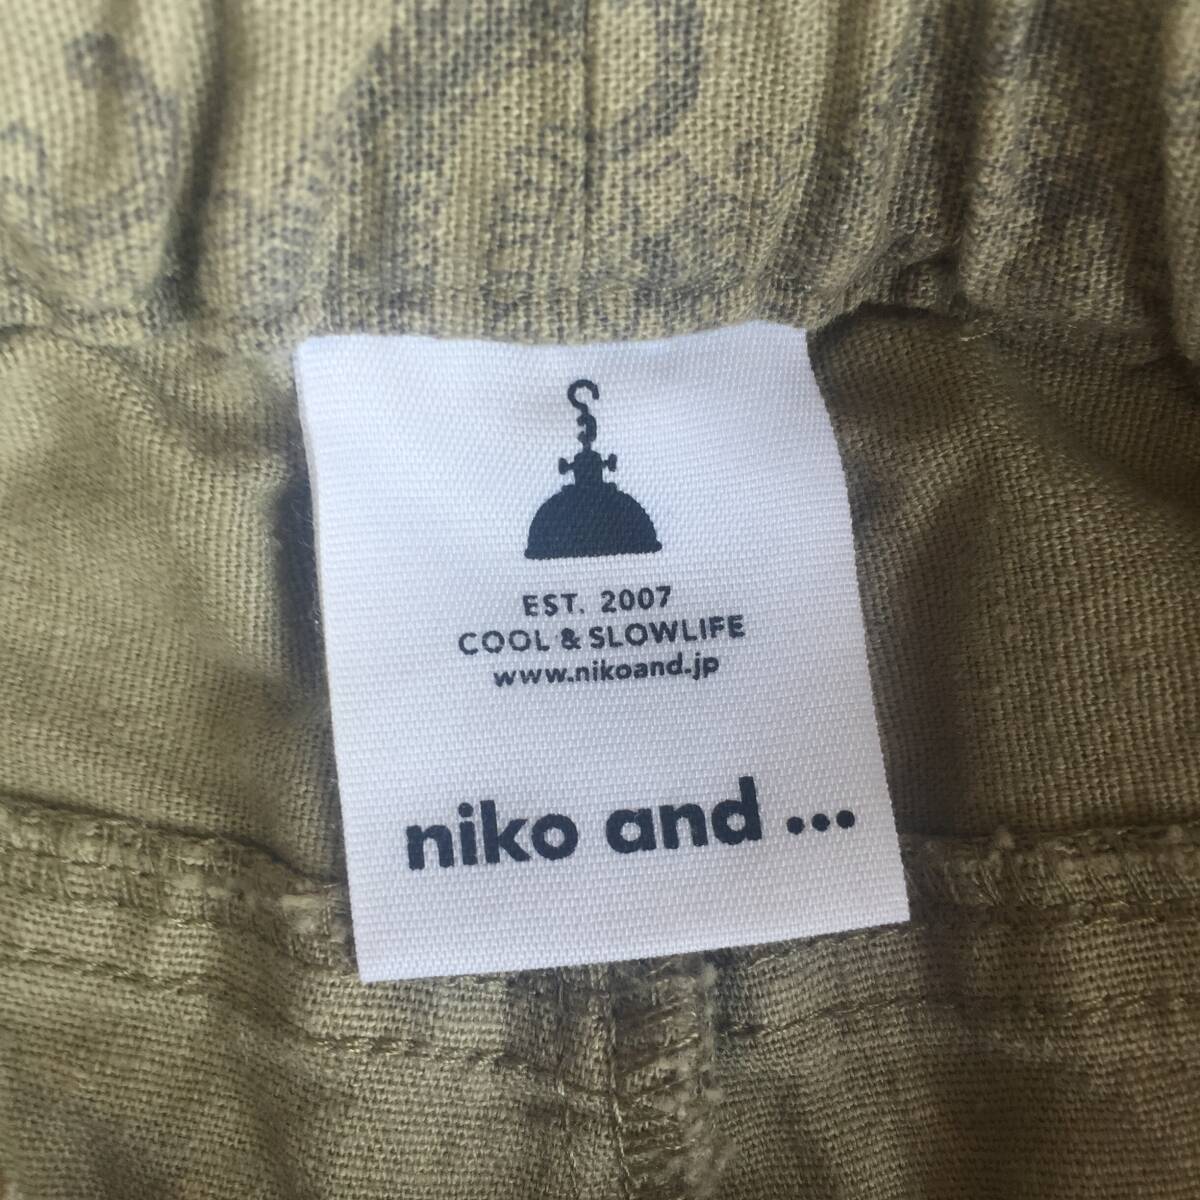 EST. 2007
COOL & SLOWLIFE
www.nikoand.jp
niko and ...